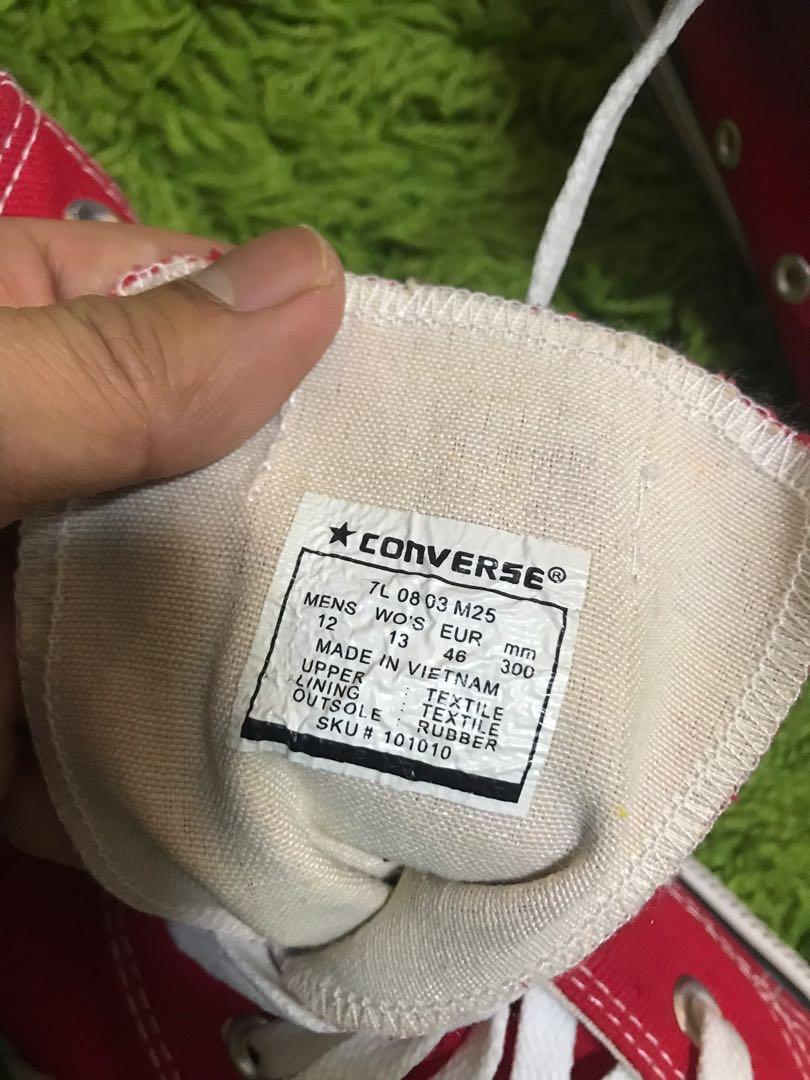 ★CONVERSE®
7L 08 03 M25
MENS WO'S EUR mm
12 13 46 300
MADE IN VIETNAM
UPPER : TEXTILE
LINING : TEXTILE
OUTSOLE : RUBBER
SKU# 101010